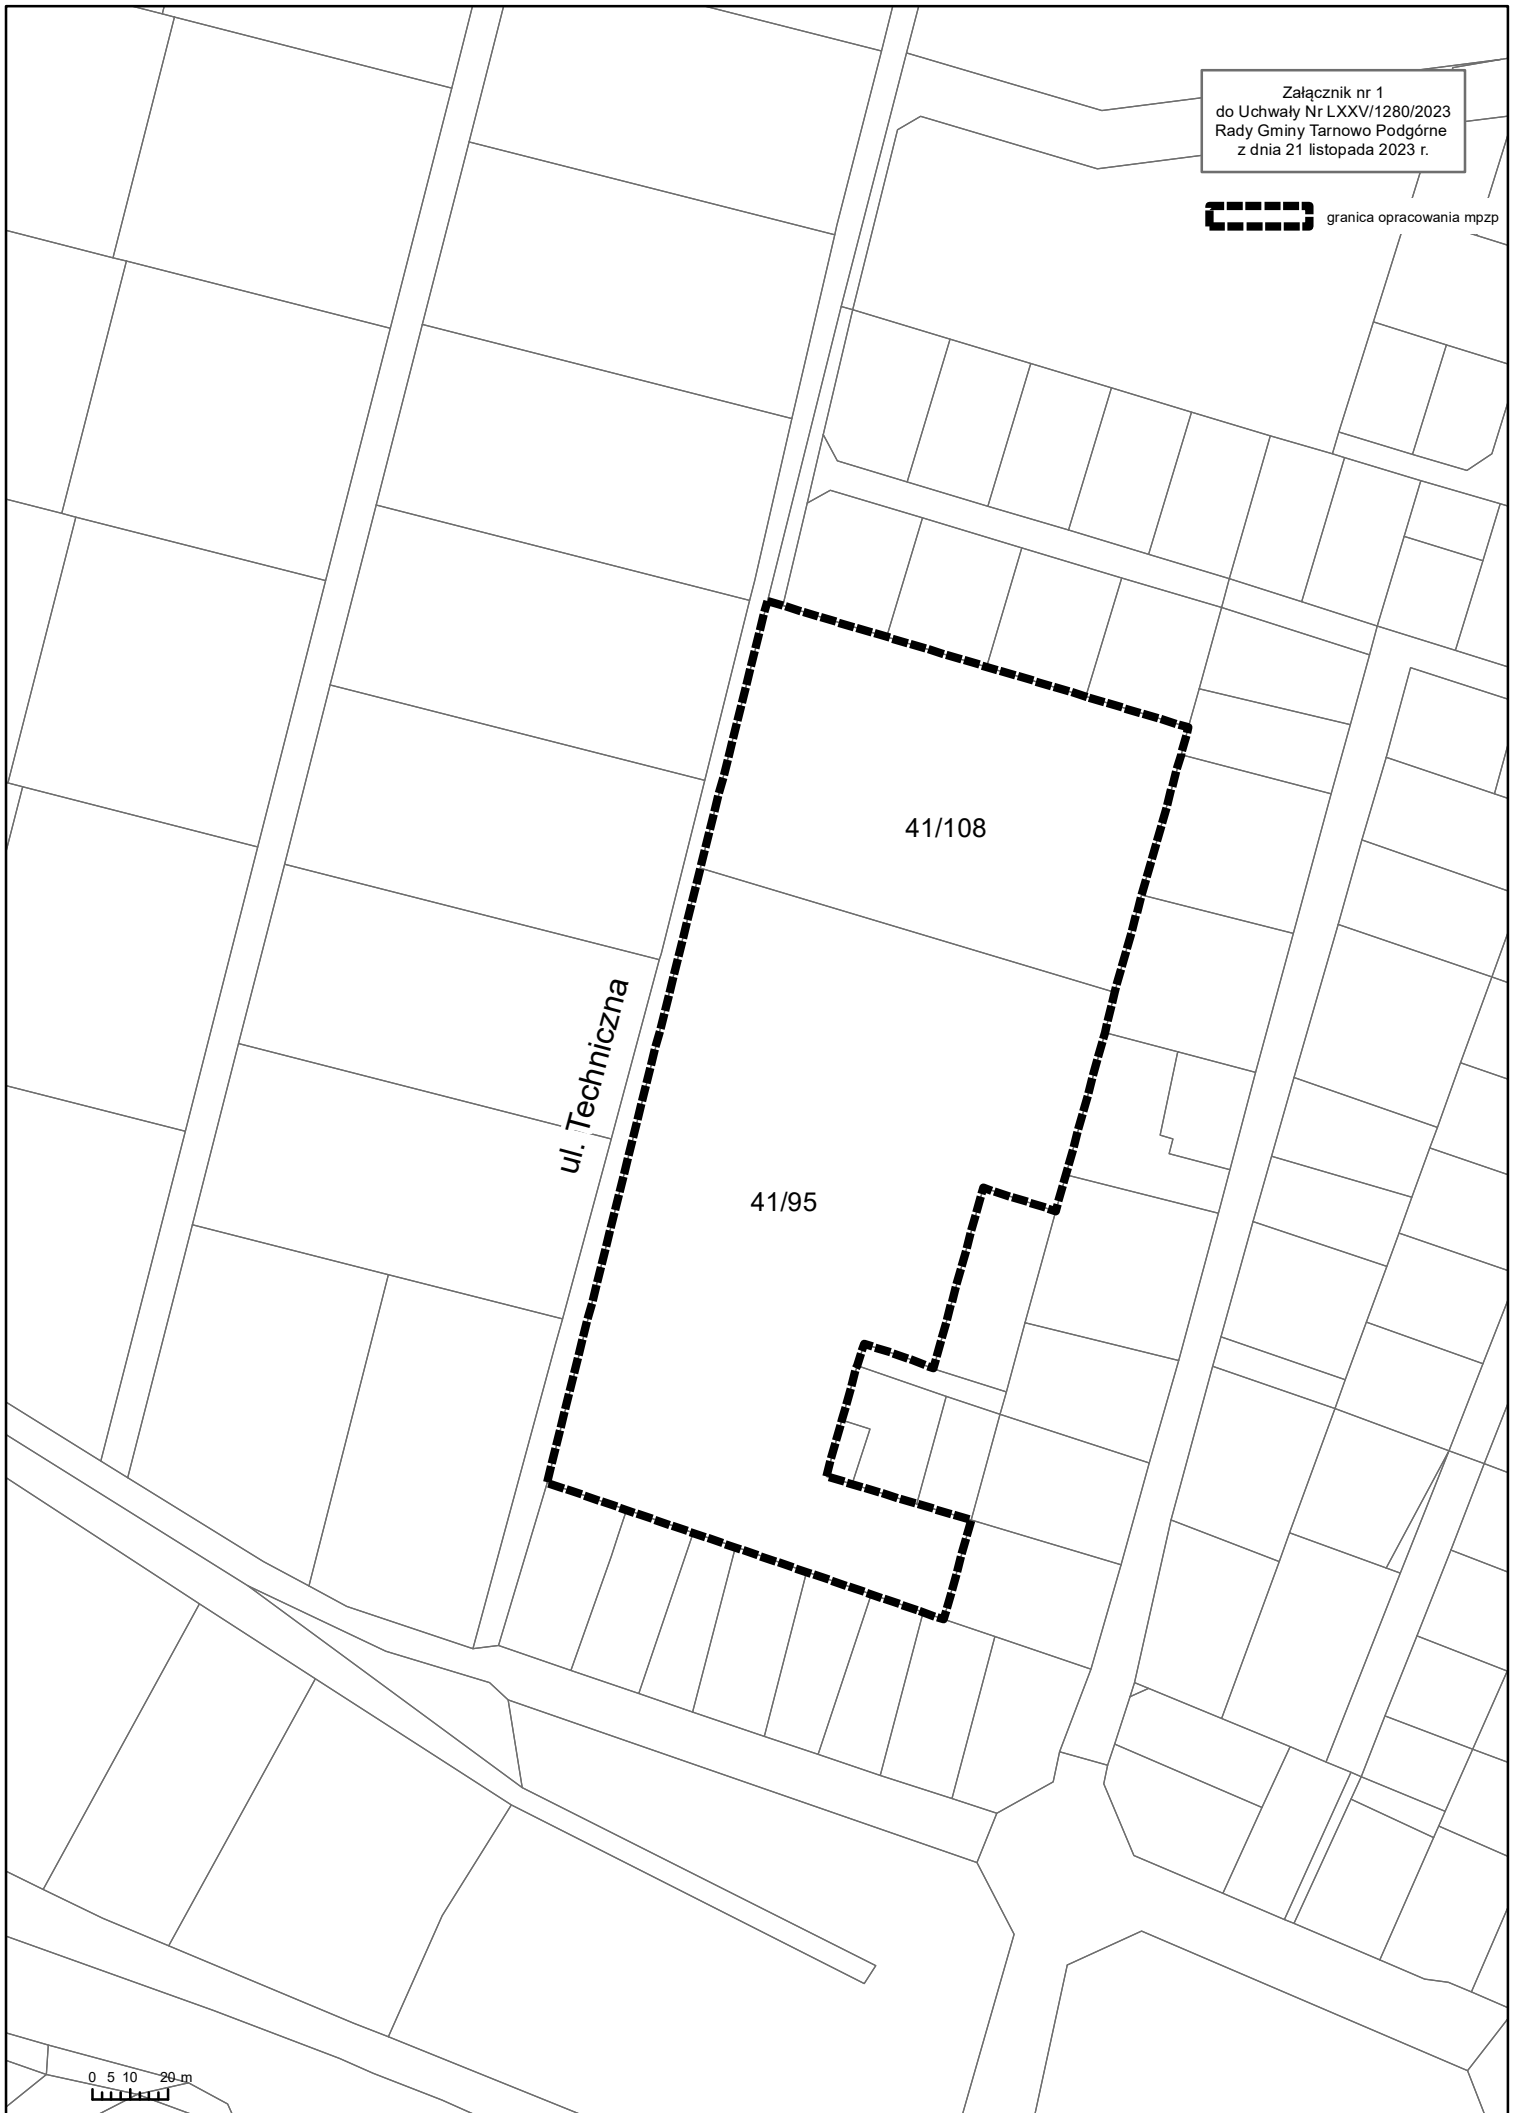 Załącznik nr 1
do Uchwały Nr LXXV/1280/2023
Rady Gminy Tarnowo Podgórne
z dnia 21 listopada 2023 r.
granica opracowania mpzp
41/108
ul. Techniczna
41/95
0 5 10 20 m